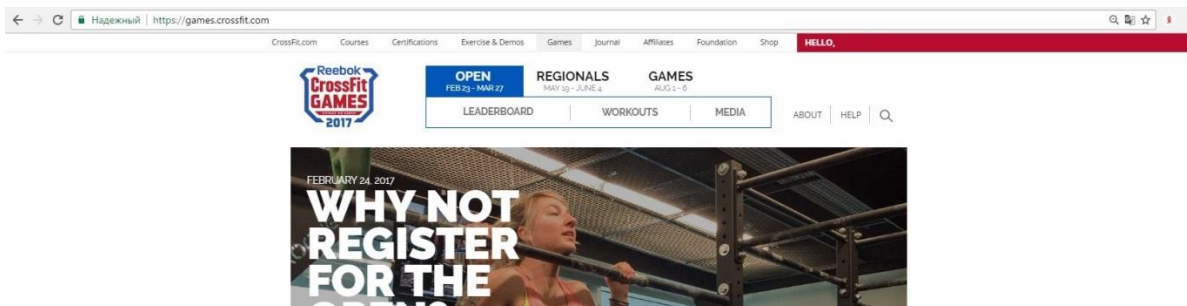 Надежный | https://games.crossfit.com
CrossFit.com Courses Certifications Exercise & Demos Games Journal Affiliates Foundation Shop HELLO,
Reebok
CrossFit
GAMES
2017
OPEN REGIONALS GAMES
FEB 23 - MAR 27 MAY 19 - JUNE 4 AUG 1 - 6
LEADERBOARD WORKOUTS MEDIA
ABOUT HELP
FEBRUARY 24, 2017
WHY NOT
REGISTER
FOR THE
OPEN?